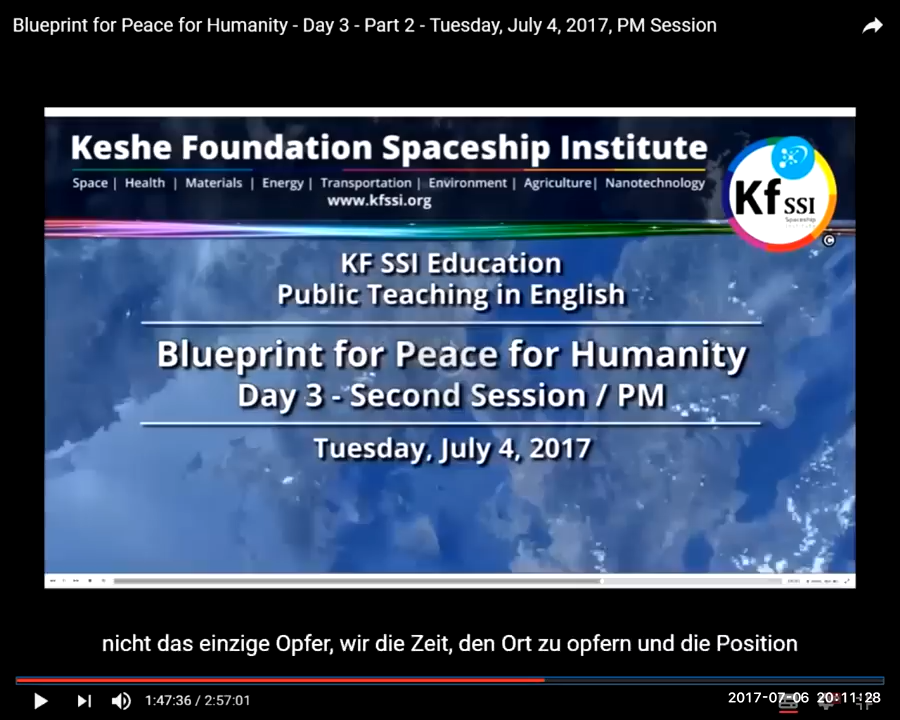 Blueprint for Peace for Humanity - Day 3 - Part 2 - Tuesday, July 4, 2017, PM Session
Keshe Foundation Spaceship Institute
Space | Health | Materials | Energy | Transportation | Environment | Agriculture | Nanotechnology
www.kfssi.org
Kf SSI
Spaceship
Institute
©
KF SSI Education
Public Teaching in English
Blueprint for Peace for Humanity
Day 3 - Second Session / PM
Tuesday, July 4, 2017
nicht das einzige Opfer, wir die Zeit, den Ort zu opfern und die Position
1:47:36 / 2:57:01
2017-07-06 20:11:28